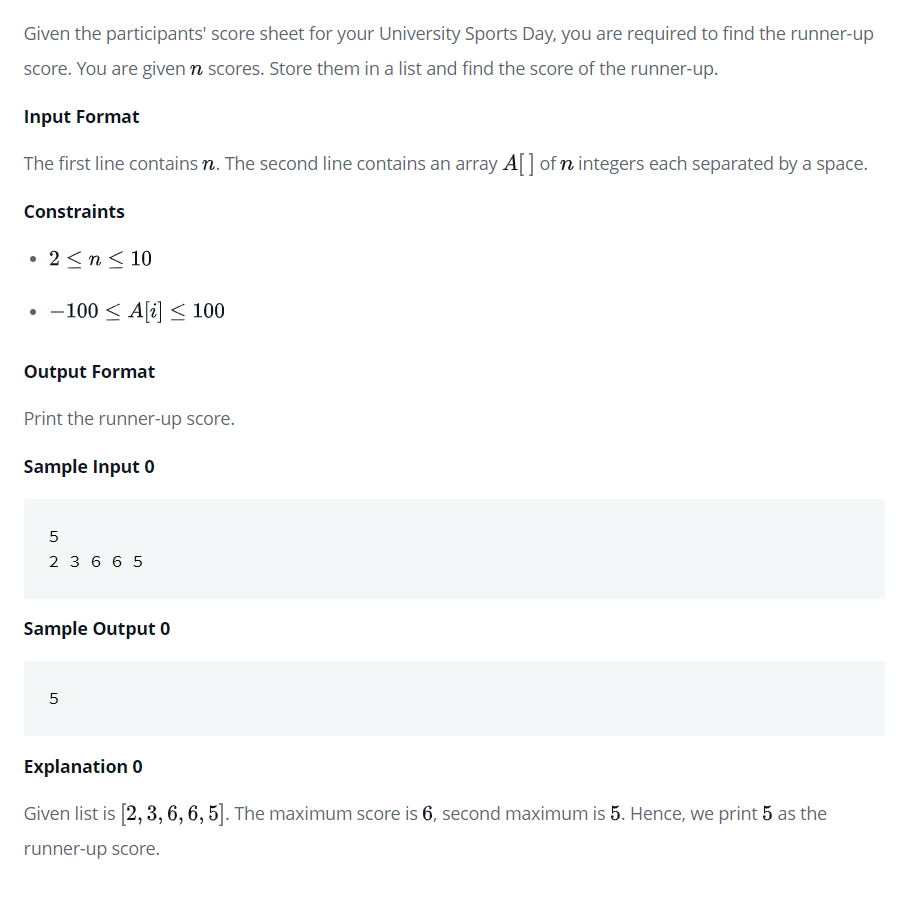 Given the participants' score sheet for your University Sports Day, you are required to find the runner-up
score. You are given n scores. Store them in a list and find the score of the runner-up.
Input Format
The first line contains n. The second line contains an array A[] of n integers each separated by a space.
Constraints
• 2 ≤ n ≤ 10
• −100 ≤ A[i] ≤ 100
Output Format
Print the runner-up score.
Sample Input 0
5
2 3 6 6 5
Sample Output 0
5
Explanation 0
Given list is [2, 3, 6, 6, 5]. The maximum score is 6, second maximum is 5. Hence, we print 5 as the
runner-up score.